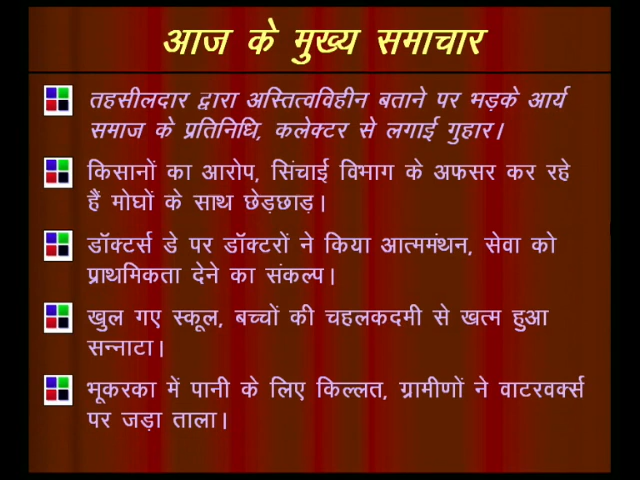 आज के मुख्य समाचार
तहसीलदार द्वारा अस्तित्वविहीन बताने पर भड़के आर्य
समाज के प्रतिनिधि, कलेक्टर से लगाई गुहार।
किसानों का आरोप, सिंचाई विभाग के अफसर कर रहे
हैं मोघों के साथ छेड़छाड़।
डॉक्टर्स डे पर डॉक्टरों ने किया आत्ममंथन, सेवा को
प्राथमिकता देने का संकल्प।
खुल गए स्कूल, बच्चों की चहलकदमी से खत्म हुआ
सन्नाटा।
भूकरका में पानी के लिए किल्लत, ग्रामीणों ने वाटरवर्क्स
पर जड़ा ताला।